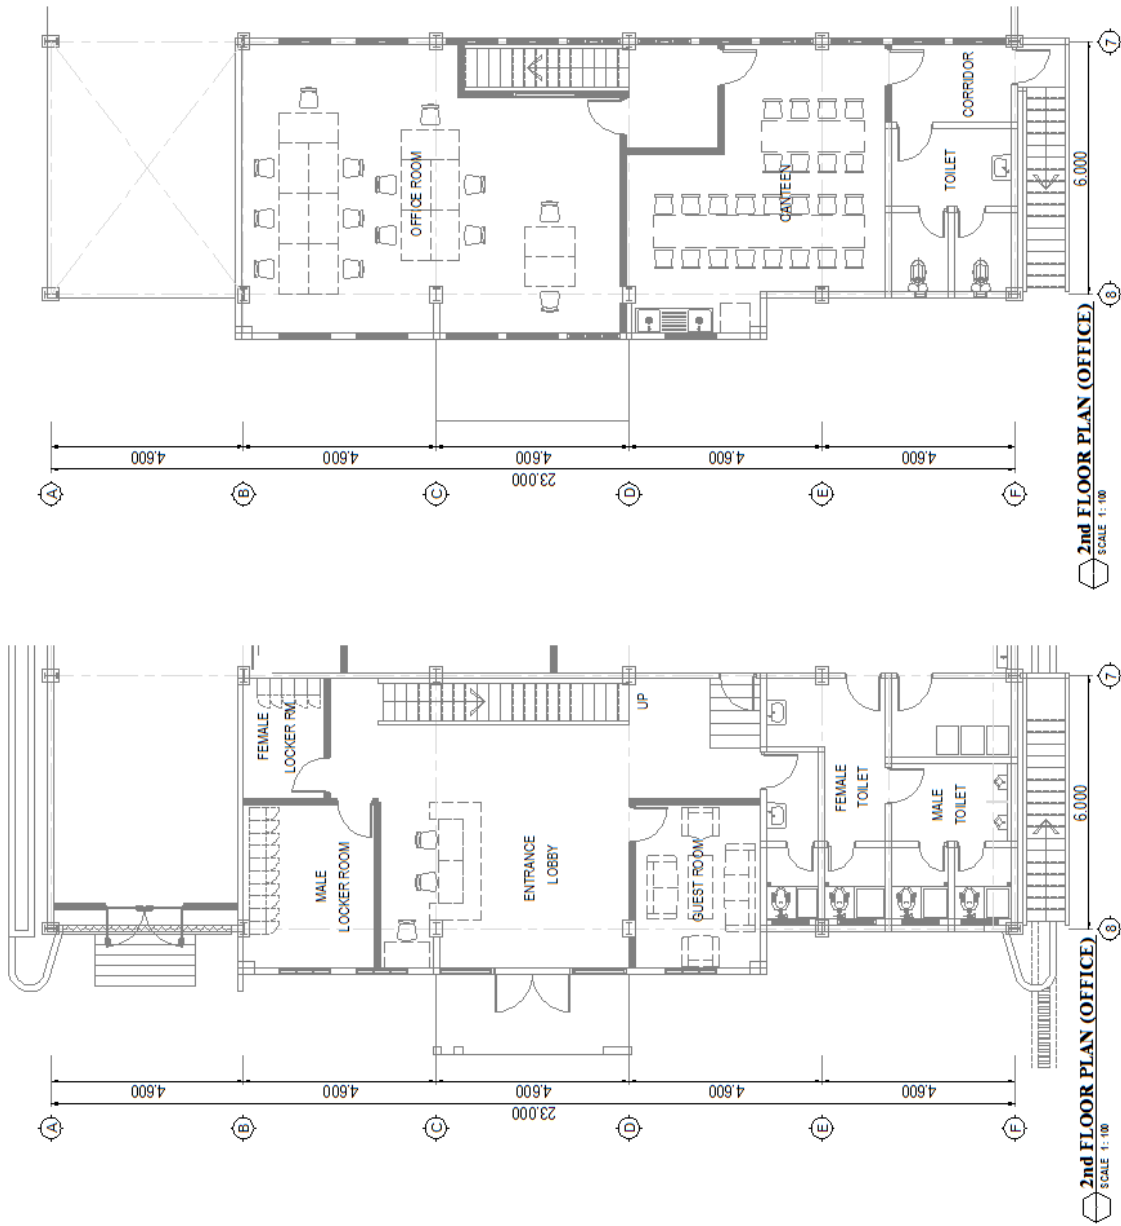 7
CORRIDOR
TOILET
CANTEEN
OFFICE ROOM
6.000
8
4.600
4.600
4.600
4.600
4.600
23.000
A
B
C
D
E
F
2nd FLOOR PLAN (OFFICE)
SCALE 1 : 100
7
FEMALE
LOCKER RM.
UP
FEMALE
TOILET
MALE
TOILET
6.000
MALE
LOCKER ROOM
ENTRANCE
LOBBY
GUEST ROOM
8
4.600
4.600
4.600
4.600
4.600
23.000
A
B
C
D
E
F
2nd FLOOR PLAN (OFFICE)
SCALE 1 : 100